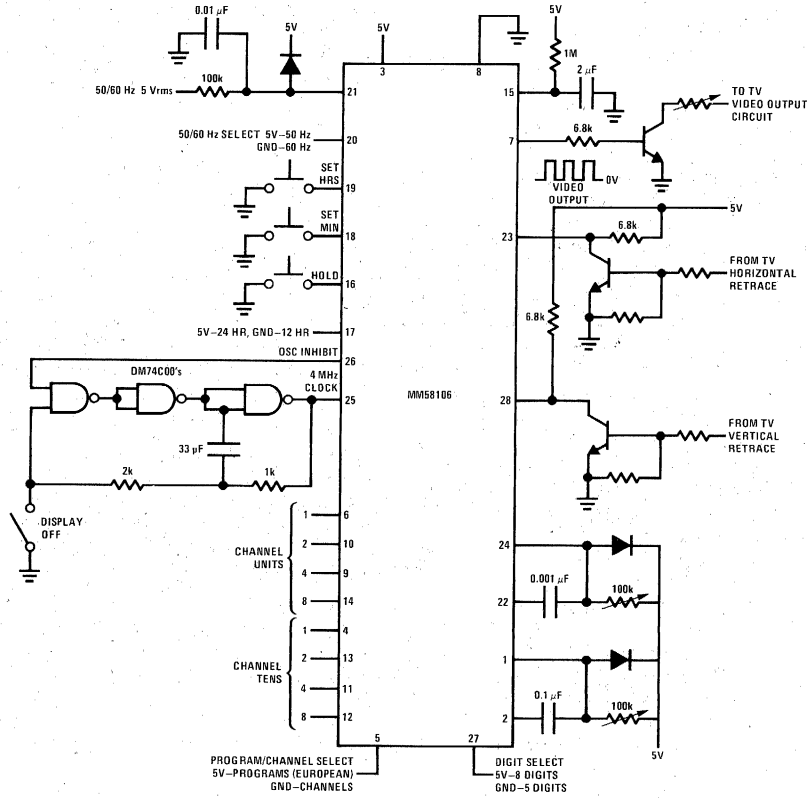 0.01 µF
5V
5V
5V
1M
3
8
2 µF
100k
50/60 Hz 5 Vrms
21
15
TO TV
VIDEO OUTPUT
CIRCUIT
6.8k
7
50/60 Hz SELECT 5V–50 Hz
GND–60 Hz
20
SET
HRS
19
VIDEO
OUTPUT
0V
5V
SET
MIN
18
23
6.8k
HOLD
16
FROM TV
HORIZONTAL
RETRACE
6.8k
5V–24 HR, GND–12 HR
17
OSC INHIBIT
26
DM74C00's
4 MHz
CLOCK
25
MM58106
28
33 pF
FROM TV
VERTICAL
RETRACE
2k
1k
DISPLAY
OFF
CHANNEL
UNITS
1
6
2
10
4
9
8
14
24
0.001 µF
100k
22
CHANNEL
TENS
1
4
2
13
4
11
8
12
1
0.1 µF
100k
2
5V
5
27
PROGRAM/CHANNEL SELECT
5V–PROGRAMS (EUROPEAN)
GND–CHANNELS
DIGIT SELECT
5V–8 DIGITS
GND–5 DIGITS